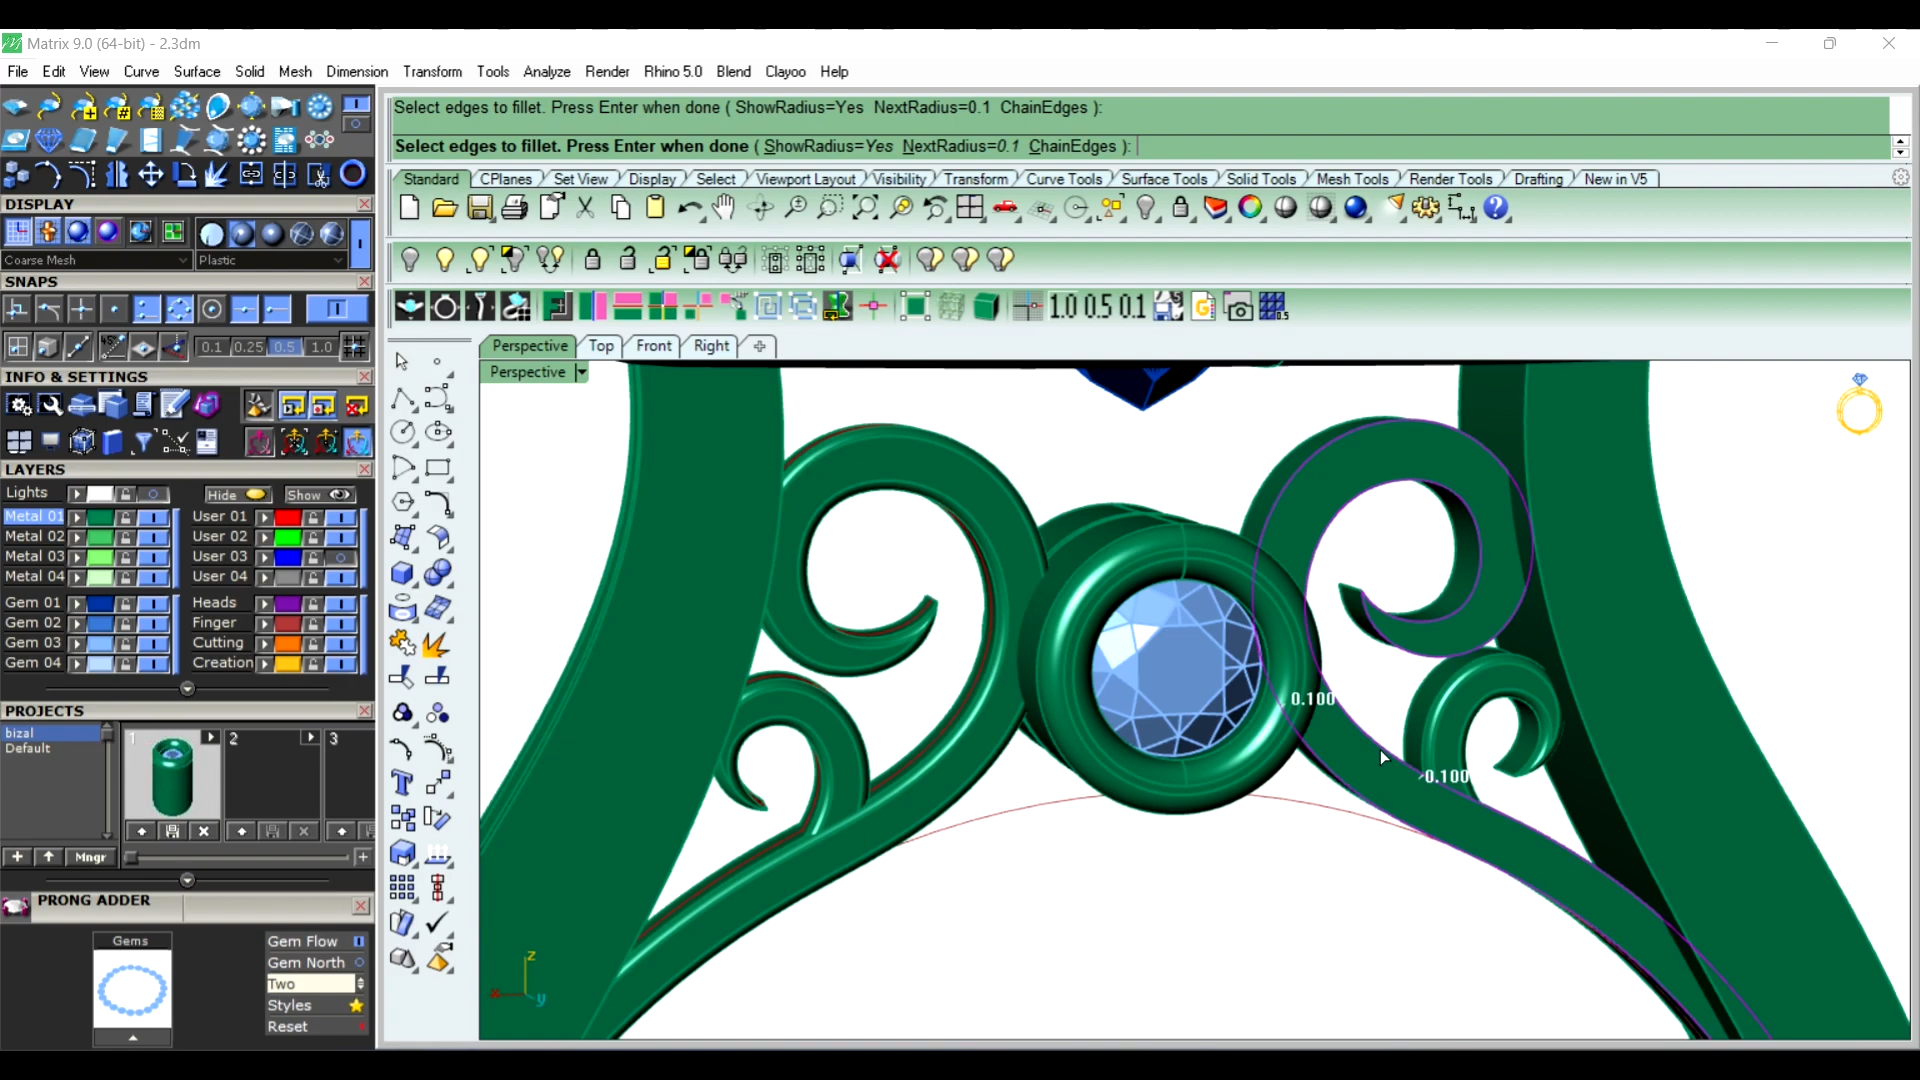 Matrix 9.0 (64-bit) - 2.3dm
File Edit View Curve Surface Solid Mesh Dimension Transform Tools Analyze Render Rhino 5.0 Blend Clayoo Help
Select edges to fillet. Press Enter when done ( ShowRadius=Yes NextRadius=0.1 ChainEdges ):
Select edges to fillet. Press Enter when done ( ShowRadius=Yes NextRadius=0.1 ChainEdges ):
Standard CPlanes Set View Display Select Viewport Layout Visibility Transform Curve Tools Surface Tools Solid Tools Mesh Tools Render Tools Drafting New in V5
DISPLAY
Coarse Mesh Plastic
SNAPS
1.0 0.5 0.1
0.1 0.25 0.5 1.0
Perspective Top Front Right
Perspective
INFO & SETTINGS
LAYERS
Lights Hide Show
Metal 01 User 01
Metal 02 User 02
Metal 03 User 03
Metal 04 User 04
Gem 01 Heads
Gem 02 Finger
Gem 03 Cutting
Gem 04 Creation
PROJECTS
bizal
Default
1 2 3
Mngr
PRONG ADDER
Gems
Gem Flow
Gem North
Two
Styles
Reset
0.100
0.100
z
x
y